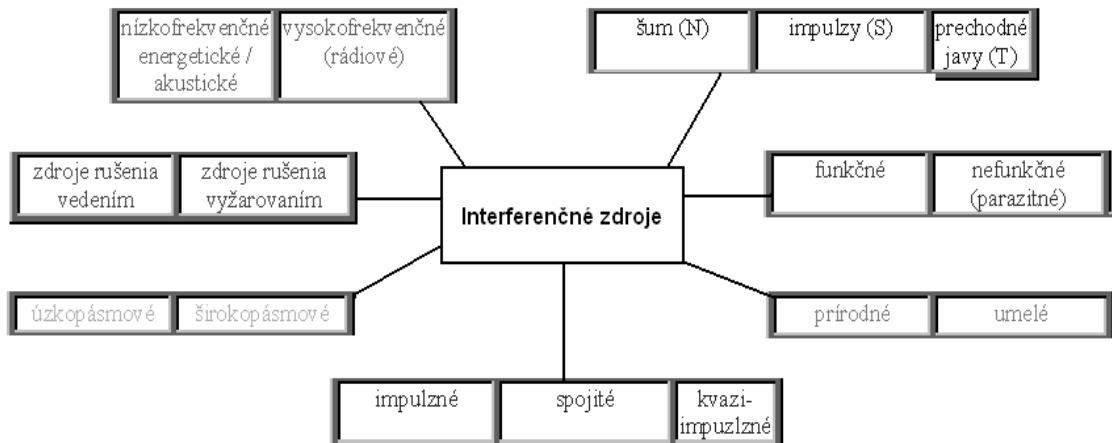 nízkofrekvenčné
energetické /
akustické
vysokofrekvenčné
(rádiové)
šum (N)
impulzy (S)
prechodné
javy (T)
zdroje rušenia
vedením
zdroje rušenia
vyžarovaním
Interferenčné zdroje
funkčné
nefunkčné
(parazitné)
úzkopásmové
širokopásmové
prírodné
umelé
impulzné
spojité
kvazi-
impuzlzné